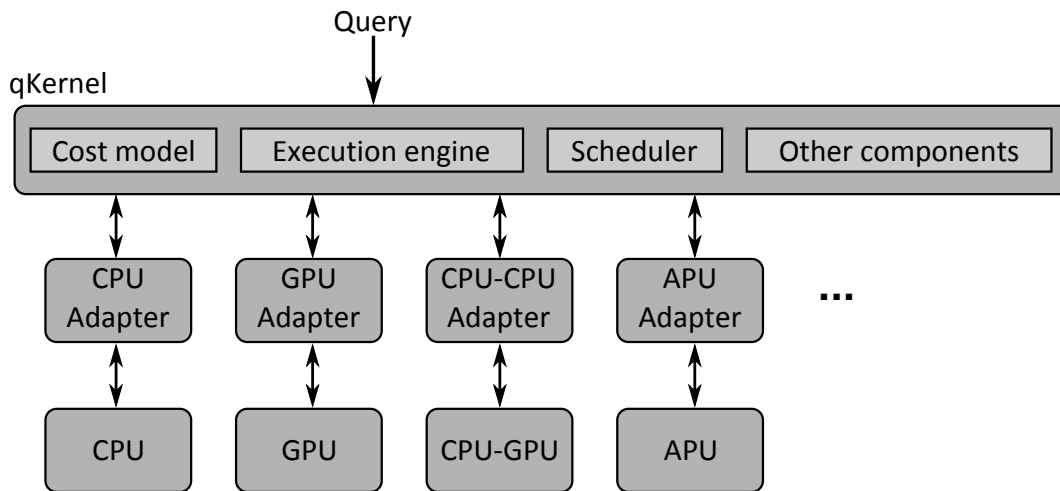 Query
qKernel
Cost model
Execution engine
Scheduler
Other components
CPU
Adapter
GPU
Adapter
CPU-CPU
Adapter
APU
Adapter
...
CPU
GPU
CPU-GPU
APU